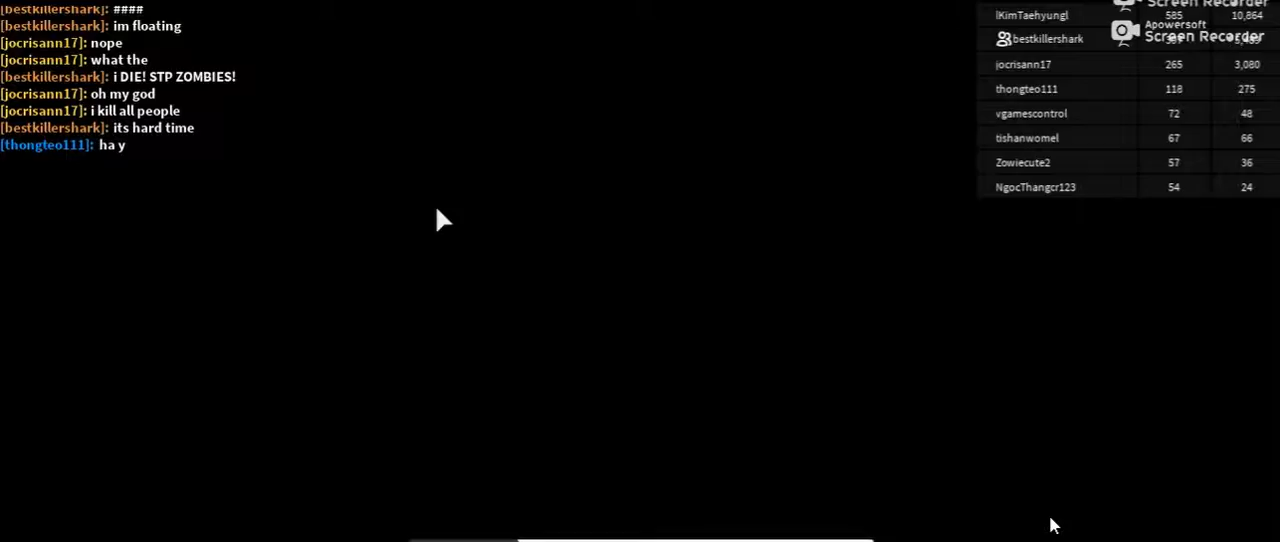 [bestkillershark]: ####
[bestkillershark]: im floating
[jocrisann17]: nope
[jocrisann17]: what the
[bestkillershark]: i DIE! STP ZOMBIES!
[jocrisann17]: oh my god
[jocrisann17]: i kill all people
[bestkillershark]: its hard time
[thongteo111]: ha y
Screen Recorder
lKimTaehyungl 585 10,864
Apowersoft
Screen Recorder
bestkillershark
jocrisann17 265 3,080
thongteo111 118 275
vgamescontrol 72 48
tishanwomel 67 66
Zowiecute2 57 36
NgocThangcr123 54 24